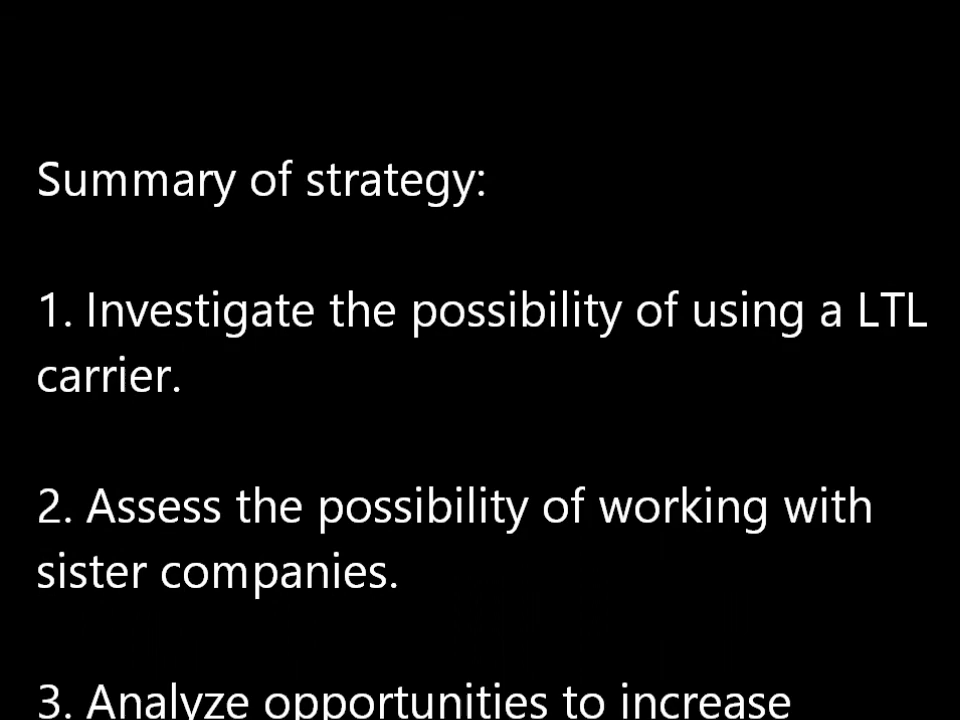 Summary of strategy:
1. Investigate the possibility of using a LTL
carrier.
2. Assess the possibility of working with
sister companies.
3. Analyze opportunities to increase